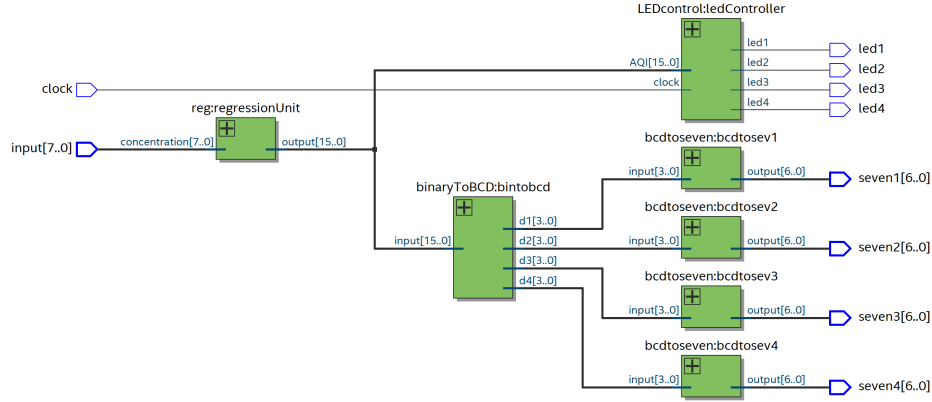 LEDcontrol:ledController
led1
led1
led2
led2
AQI[15..0]
clock
led3
led3
led4
led4
clock
reg:regressionUnit
input[7..0]
concentration[7..0]
output[15..0]
bcdtoseven:bcdtosev1
input[3..0]
output[6..0]
seven1[6..0]
binaryToBCD:bintobcd
input[15..0]
d1[3..0]
d2[3..0]
d3[3..0]
d4[3..0]
bcdtoseven:bcdtosev2
input[3..0]
output[6..0]
seven2[6..0]
bcdtoseven:bcdtosev3
input[3..0]
output[6..0]
seven3[6..0]
bcdtoseven:bcdtosev4
input[3..0]
output[6..0]
seven4[6..0]